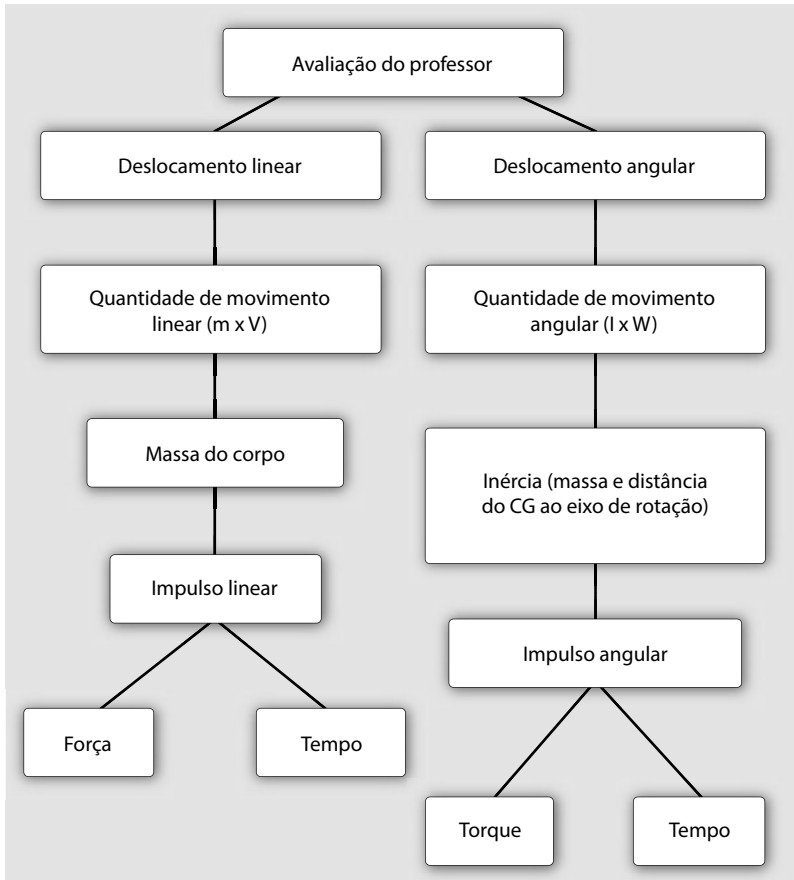 Avaliação do professor
Deslocamento linear
Deslocamento angular
Quantidade de movimento
linear (m x V)
Quantidade de movimento
angular (I x W)
Massa do corpo
Inércia (massa e distância
do CG ao eixo de rotação)
Impulso linear
Impulso angular
Força
Tempo
Torque
Tempo